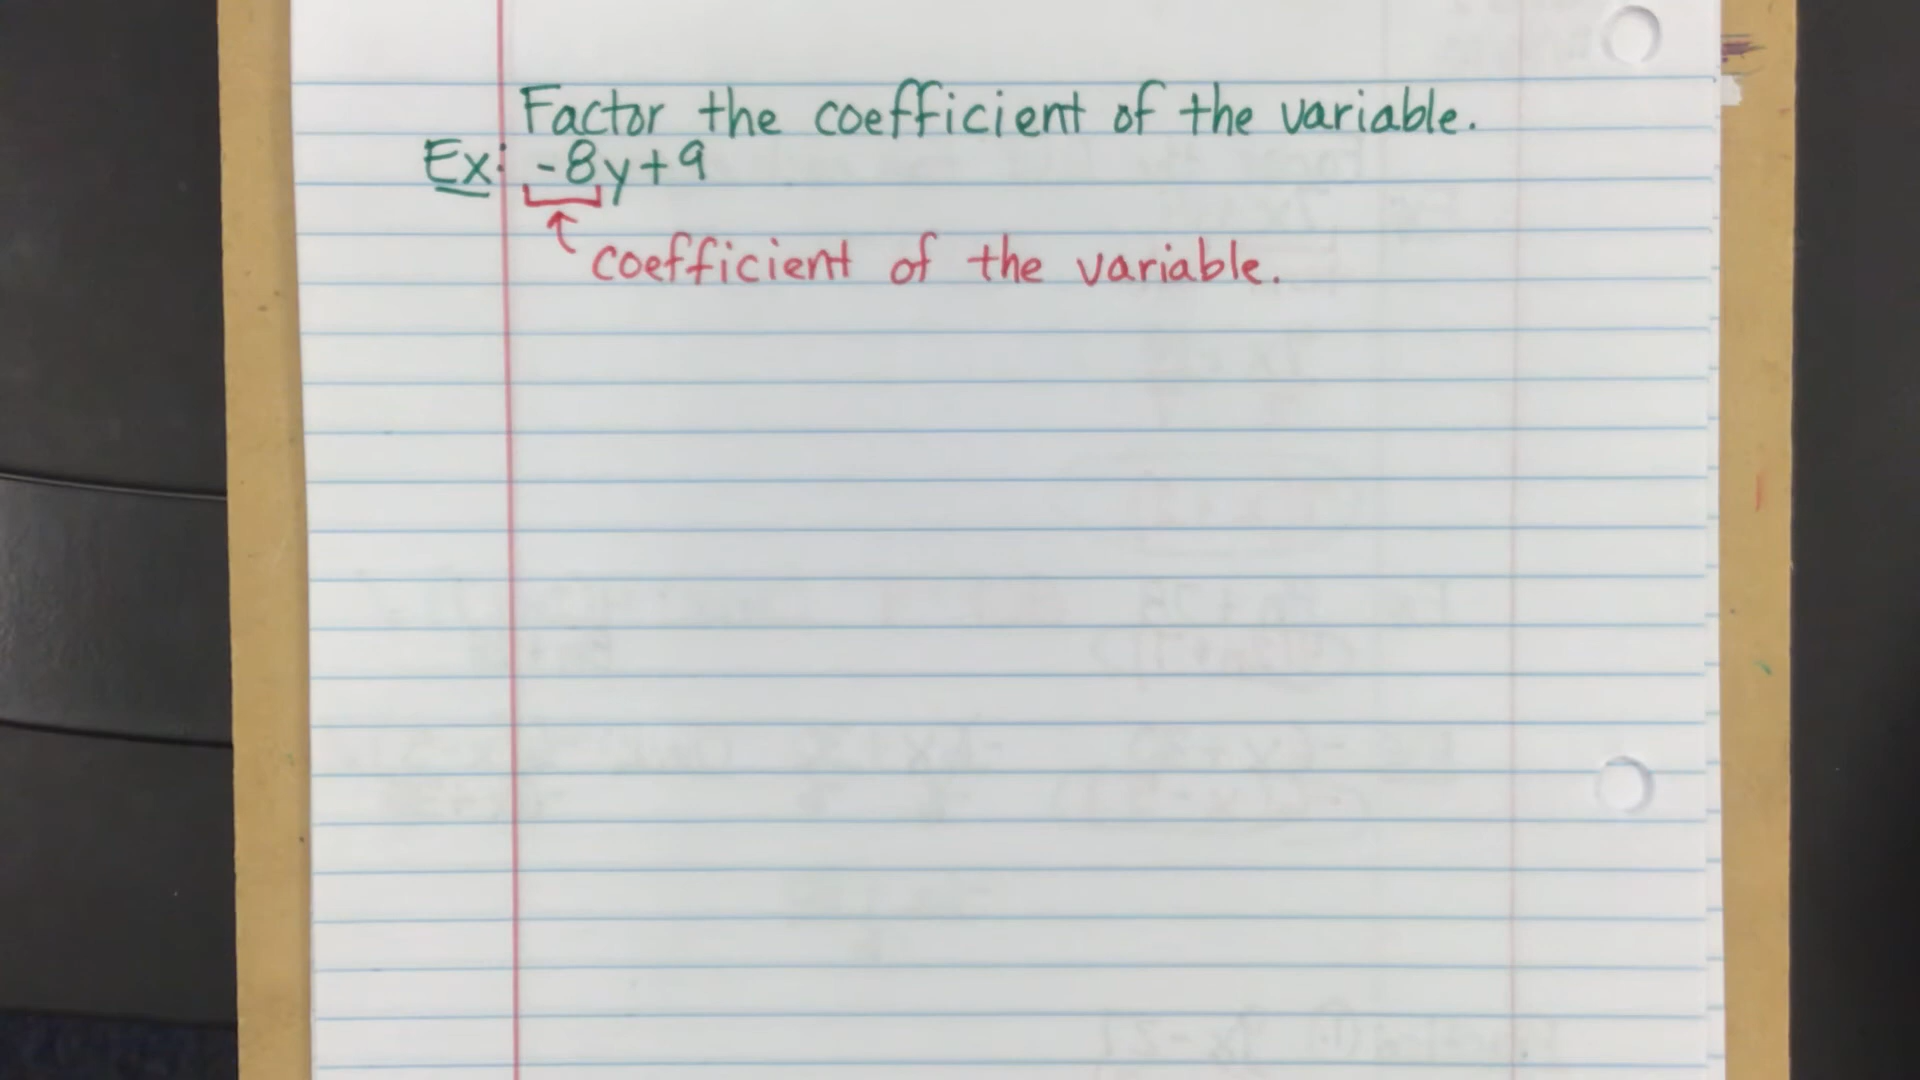 Factor the coefficient of the variable.
Ex: -8y+9
coefficient of the variable.